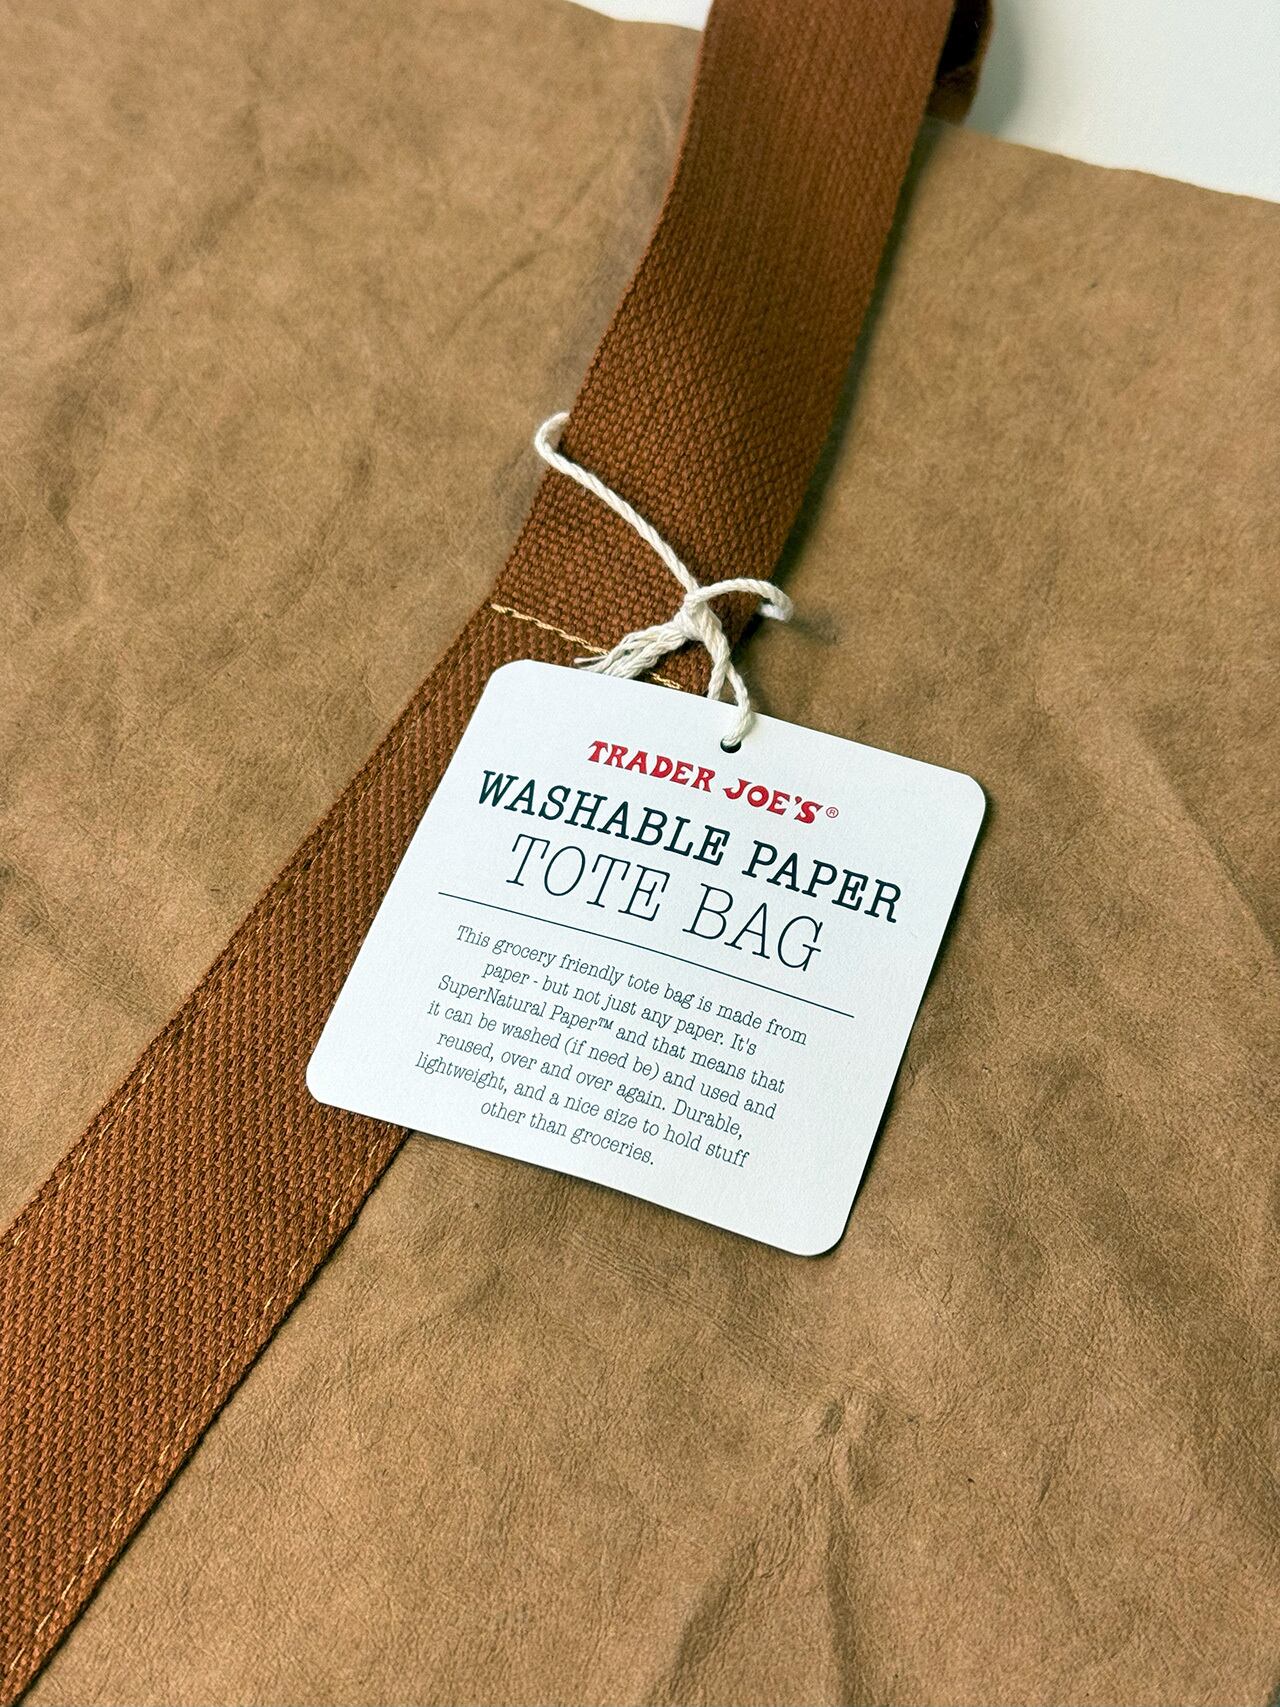 TRADER JOE'S®
WASHABLE PAPER
TOTE BAG
This grocery friendly tote bag is made from
paper - but not just any paper. It's
SuperNatural Paper™ and that means that
it can be washed (if need be) and used and
reused, over and over again. Durable,
lightweight, and a nice size to hold stuff
other than groceries.